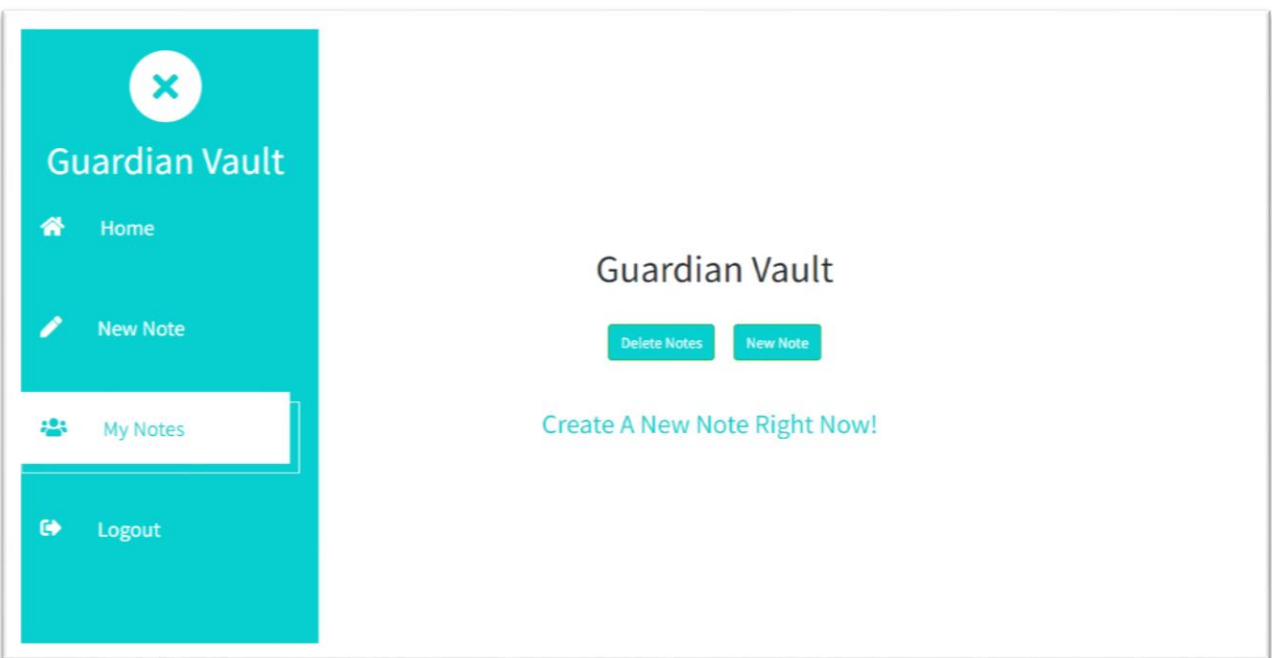 Guardian Vault
Home
New Note
My Notes
Logout
Guardian Vault
Delete Notes
New Note
Create A New Note Right Now!